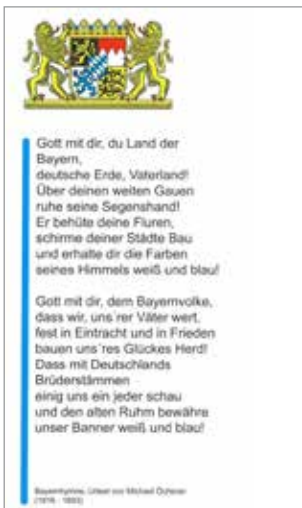 Gott mit dir, du Land der
Bayern,
deutsche Erde, Vaterland!
Über deinen weiten Gauen
ruhe seine Segenshand!
Er behüte deine Fluren,
schirme deiner Städte Bau
und erhalte dir die Farben
seines Himmels weiß und blau!
Gott mit dir, dem Bayernvolke,
dass wir, uns´rer Väter wert,
fest in Eintracht und in Frieden
bauen uns´res Glückes Herd!
Dass mit Deutschlands
Brüderstämmen
einig uns ein jeder schau
und den alten Ruhm bewähre
unser Banner weiß und blau!
Bayernhymne, von Michael